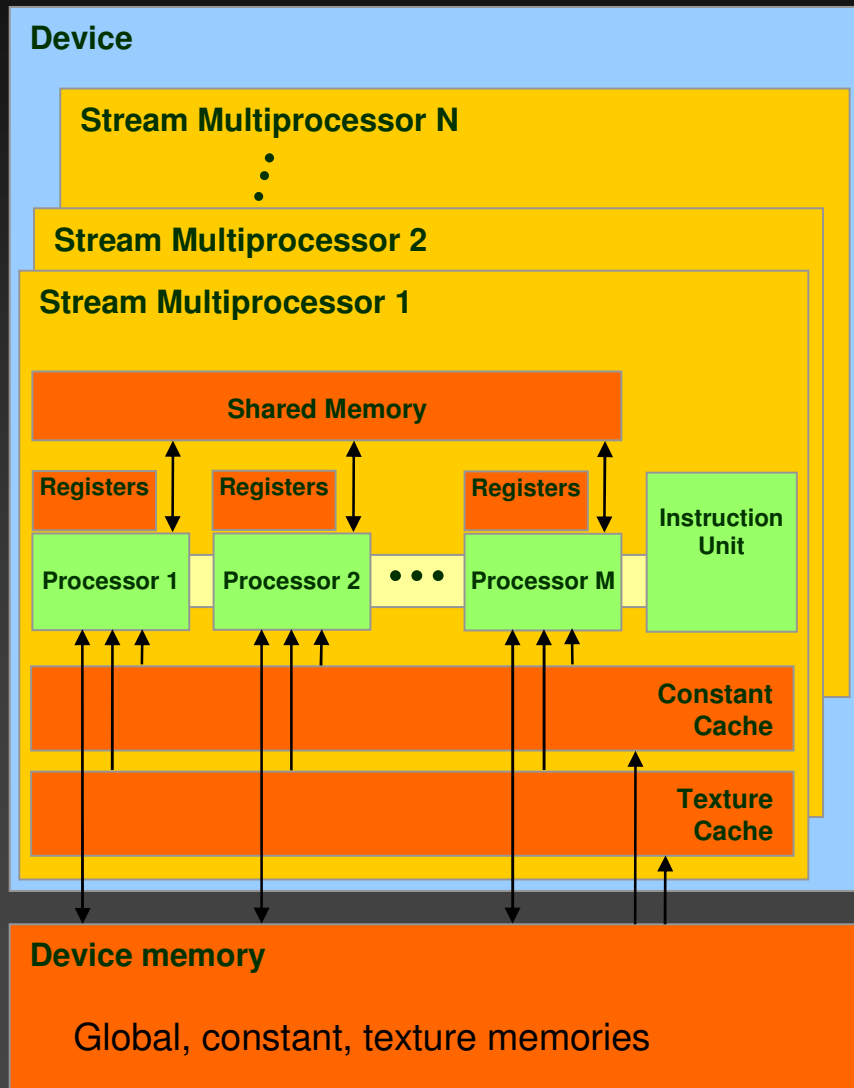 Device
Stream Multiprocessor N
Stream Multiprocessor 2
Stream Multiprocessor 1
Shared Memory
Registers
Registers
Registers
Instruction
Unit
Processor 1
Processor 2
• • •
Processor M
Constant
Cache
Texture
Cache
Device memory
Global, constant, texture memories